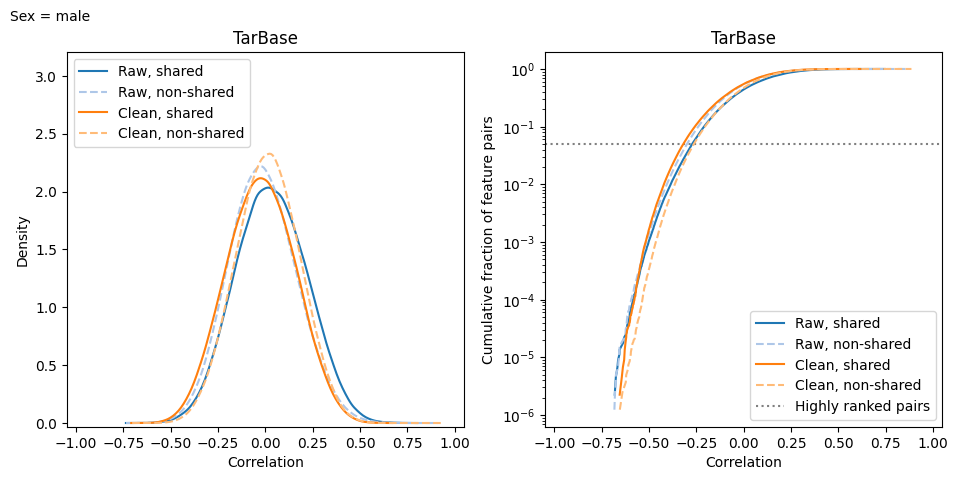 Sex = male
TarBase
3.0
2.5
2.0
1.5
1.0
0.5
0.0
Density
Raw, shared
Raw, non-shared
Clean, shared
Clean, non-shared
−1.00 −0.75 −0.50 −0.25 0.00 0.25 0.50 0.75 1.00
Correlation
TarBase
10⁰
10⁻¹
10⁻²
10⁻³
10⁻⁴
10⁻⁵
10⁻⁶
Cumulative fraction of feature pairs
Raw, shared
Raw, non-shared
Clean, shared
Clean, non-shared
Highly ranked pairs
−1.00 −0.75 −0.50 −0.25 0.00 0.25 0.50 0.75 1.00
Correlation